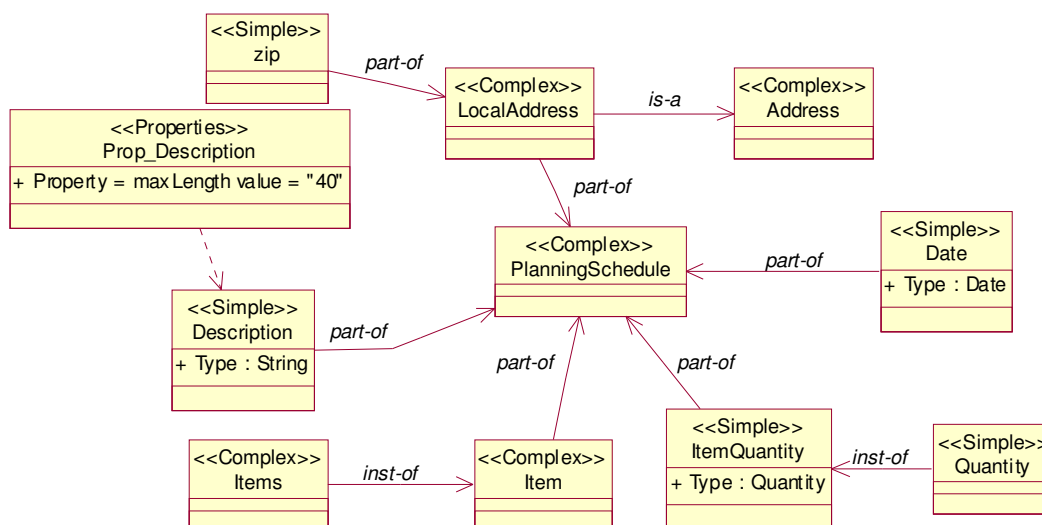 <<Simple>>
zip
part-of
<<Complex>>
LocalAddress
is-a
<<Complex>>
Address
<<Properties>>
Prop_Description
+ Property = maxLength value = "40"
part-of
<<Complex>>
PlanningSchedule
part-of
<<Simple>>
Date
+ Type : Date
<<Simple>>
Description
+ Type : String
part-of
part-of
part-of
<<Complex>>
Items
inst-of
<<Complex>>
Item
<<Simple>>
ItemQuantity
+ Type : Quantity
inst-of
<<Simple>>
Quantity